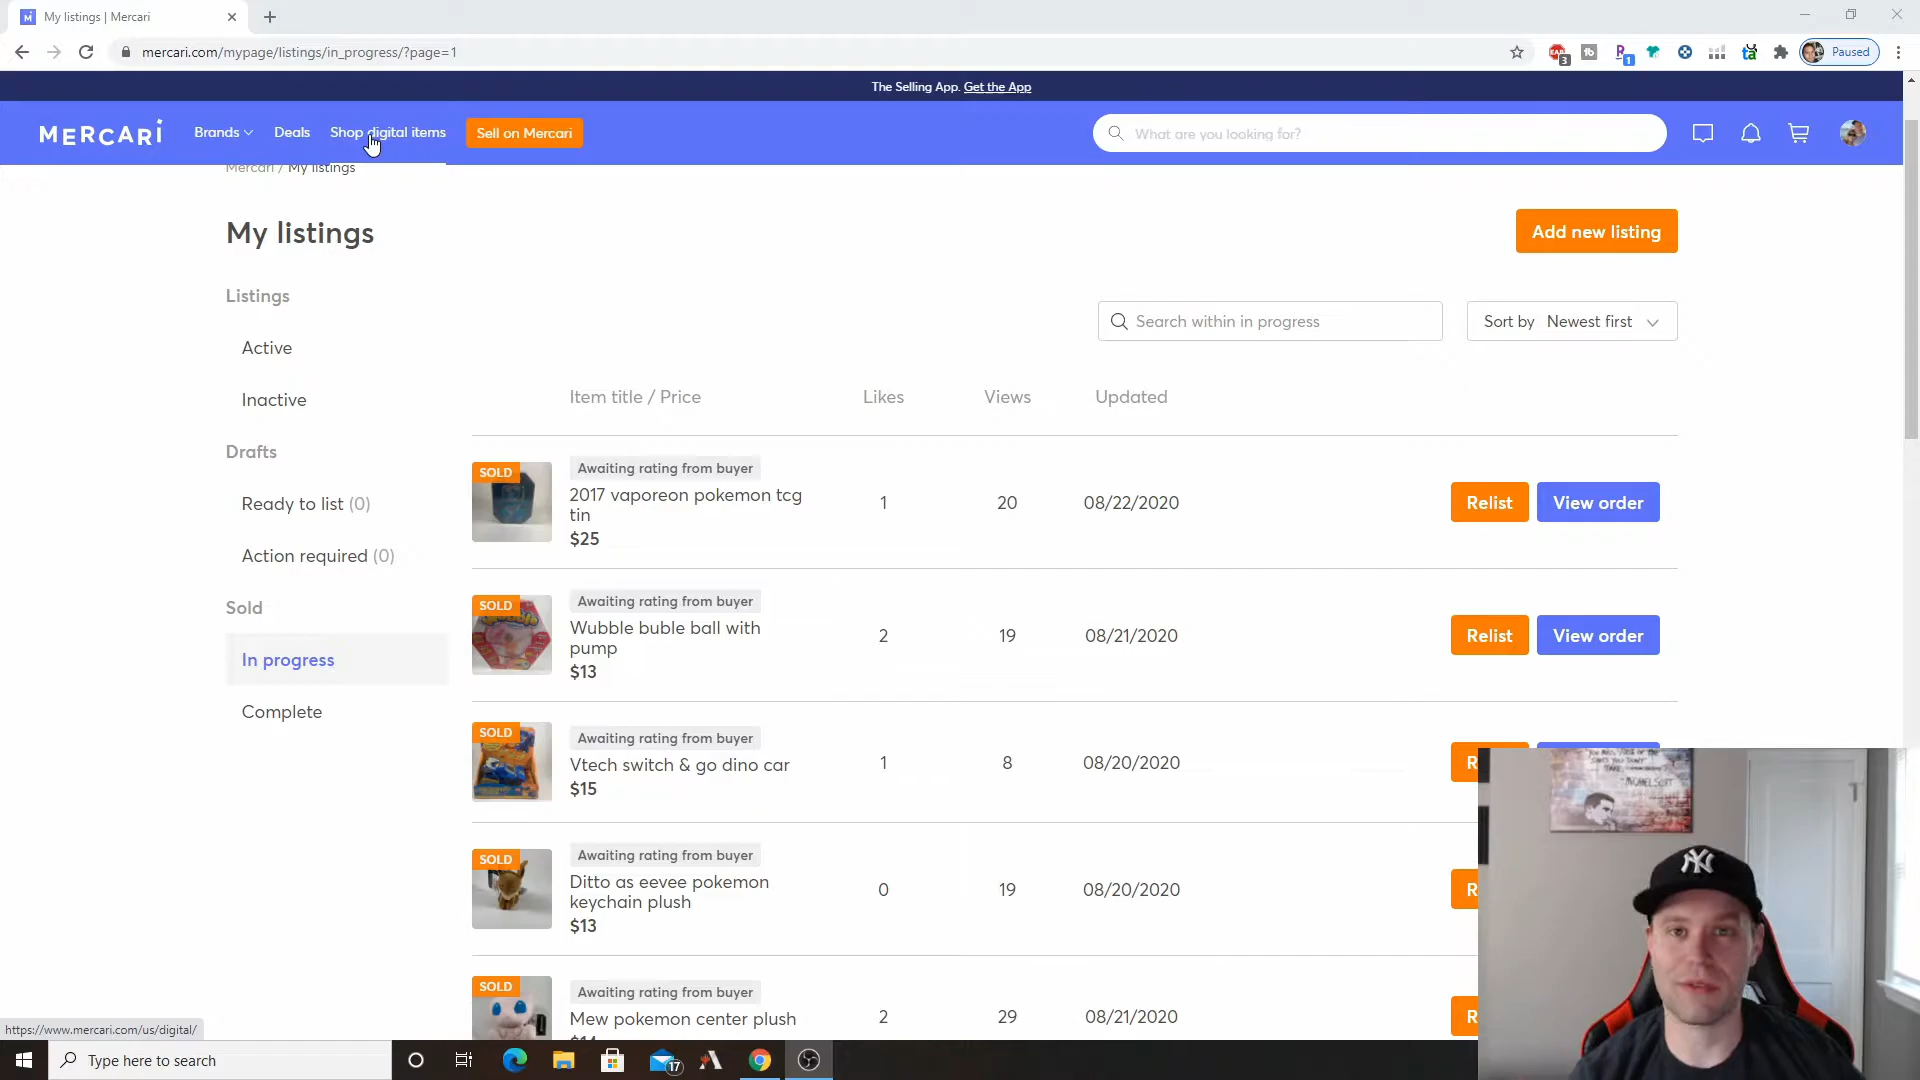 My listings | Mercari
mercari.com/mypage/listings/in_progress/?page=1
3
1
Paused
The Selling App. Get the App
MERCARI
Brands
Deals
Shop digital items
Sell on Mercari
What are you looking for?
Mercari / My listings
My listings
Add new listing
Listings
Active
Inactive
Drafts
Ready to list (0)
Action required (0)
Sold
In progress
Complete
Search within in progress
Sort by Newest first
Item title / Price Likes Views Updated
SOLD
Awaiting rating from buyer
2017 vaporeon pokemon tcg
tin
$25
1 20 08/22/2020
Relist View order
SOLD
Awaiting rating from buyer
Wubble buble ball with
pump
$13
2 19 08/21/2020
Relist View order
SOLD
Awaiting rating from buyer
Vtech switch & go dino car
$15
1 8 08/20/2020
R
SOLD
Awaiting rating from buyer
Ditto as eevee pokemon
keychain plush
$13
0 19 08/20/2020
R
SOLD
Awaiting rating from buyer
Mew pokemon center plush
2 29 08/21/2020
R
https://www.mercari.com/us/digital/
Type here to search
17